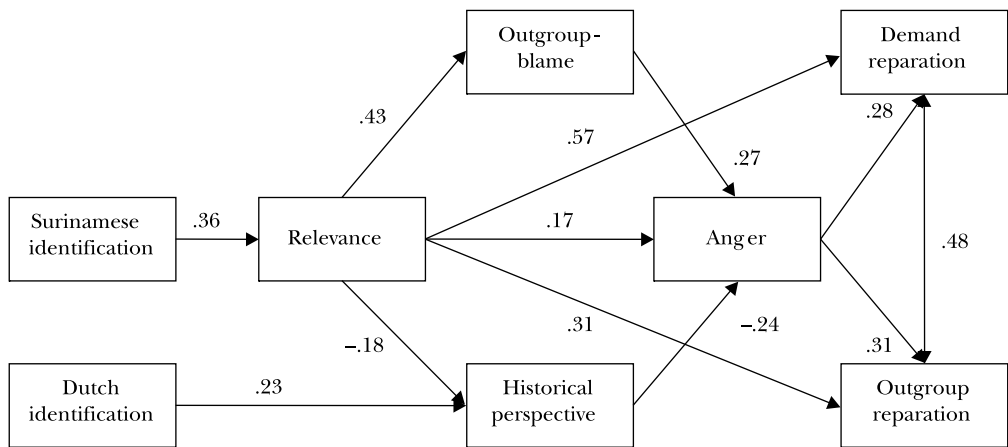 Outgroup-
blame
Demand
reparation
.43
.57
.28
.27
Surinamese
identification
.36
Relevance
.17
Anger
.48
–.18
.31
–.24
.31
Dutch
identification
.23
Historical
perspective
Outgroup
reparation